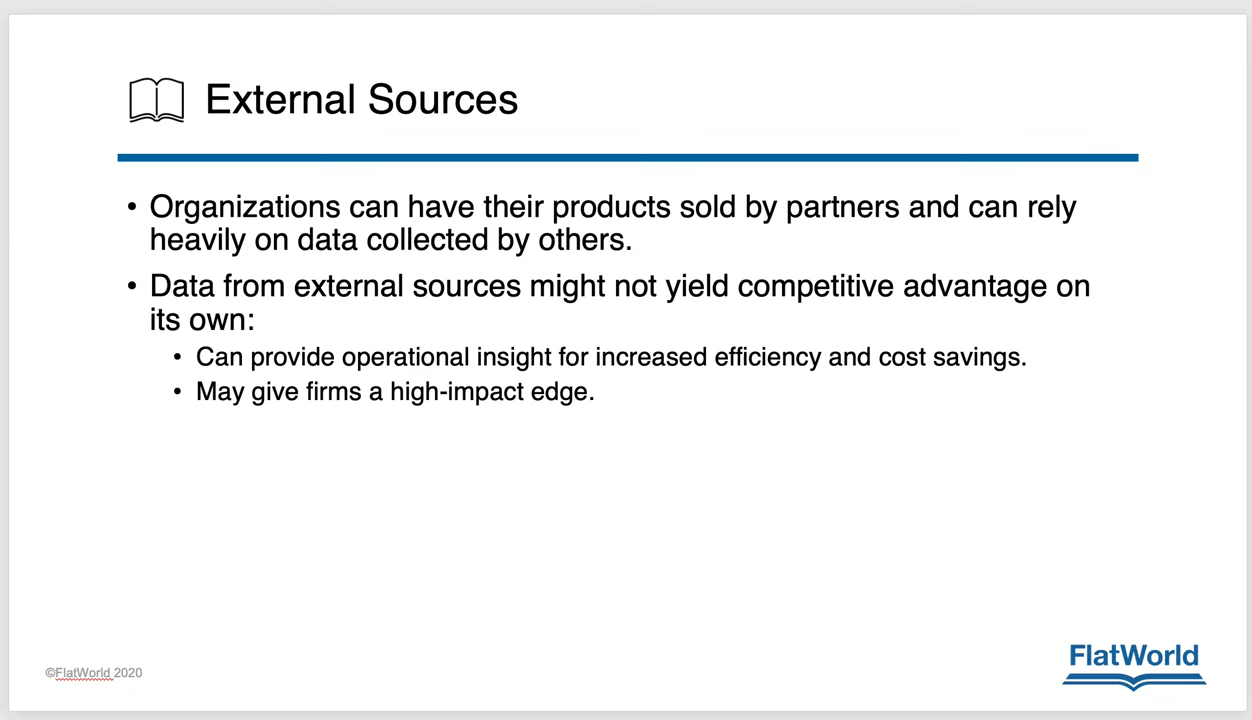 External Sources
• Organizations can have their products sold by partners and can rely
heavily on data collected by others.
• Data from external sources might not yield competitive advantage on
its own:
• Can provide operational insight for increased efficiency and cost savings.
• May give firms a high-impact edge.
©FlatWorld 2020
FlatWorld